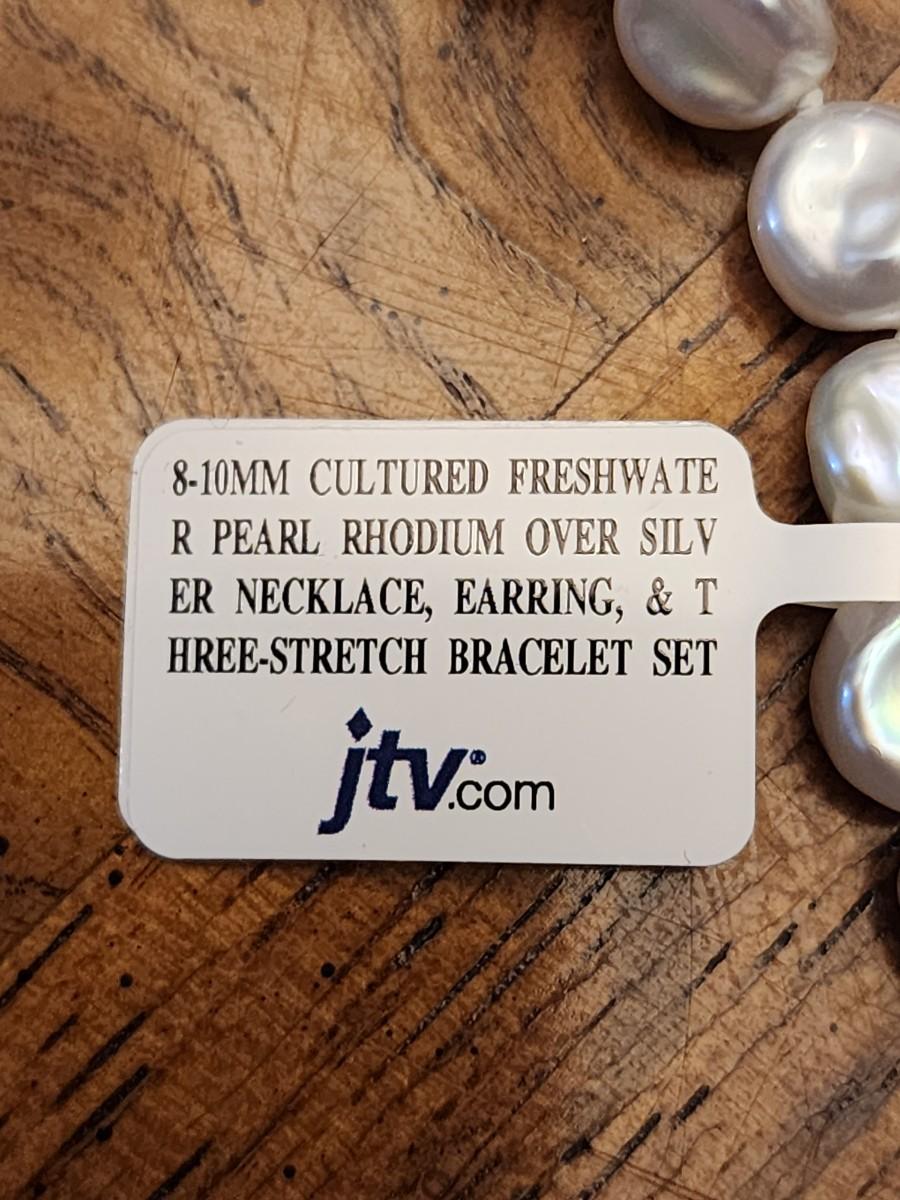 8-10MM CULTURED FRESHWATE
R PEARL RHODIUM OVER SILV
ER NECKLACE, EARRING, & T
HREE-STRETCH BRACELET SET
jtv®.com